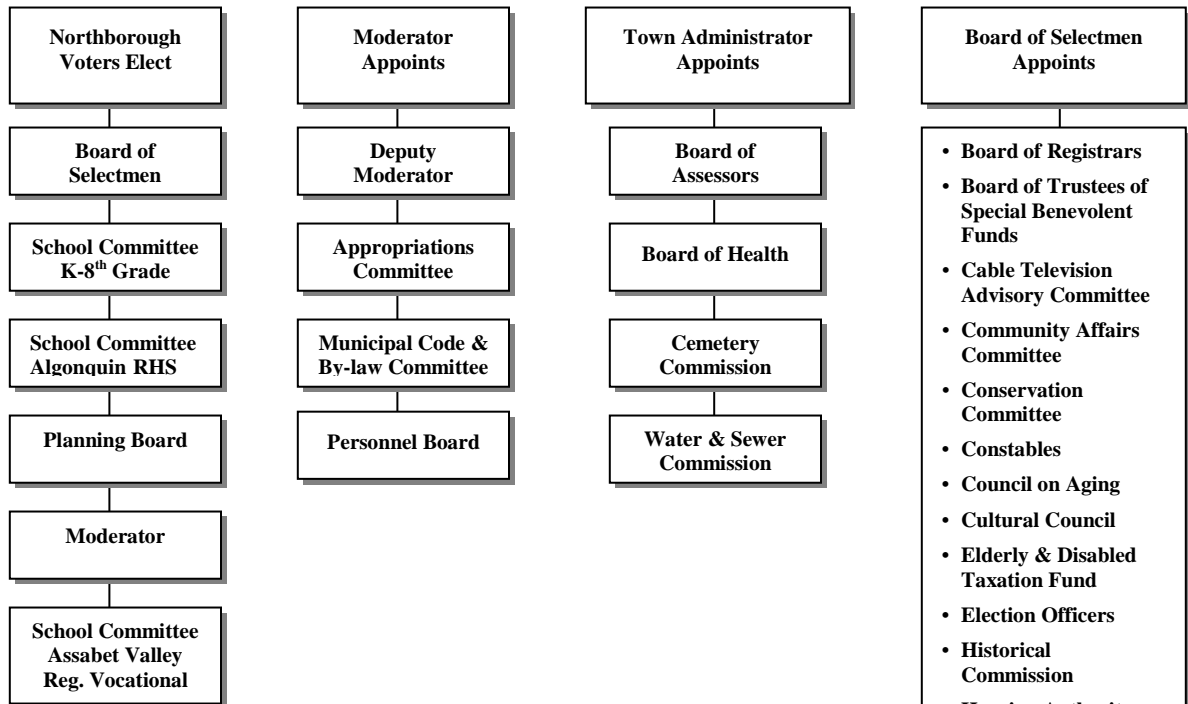 Northborough
Voters Elect
Board of
Selectmen
School Committee
K-8th Grade
School Committee
Algonquin RHS
Planning Board
Moderator
School Committee
Assabet Valley
Reg. Vocational
Moderator
Appoints
Deputy
Moderator
Appropriations
Committee
Municipal Code &
By-law Committee
Personnel Board
Town Administrator
Appoints
Board of
Assessors
Board of Health
Cemetery
Commission
Water & Sewer
Commission
Board of Selectmen
Appoints
• Board of Registrars
• Board of Trustees of
Special Benevolent
Funds
• Cable Television
Advisory Committee
• Community Affairs
Committee
• Conservation
Committee
• Constables
• Council on Aging
• Cultural Council
• Elderly & Disabled
Taxation Fund
• Election Officers
• Historical
Commission